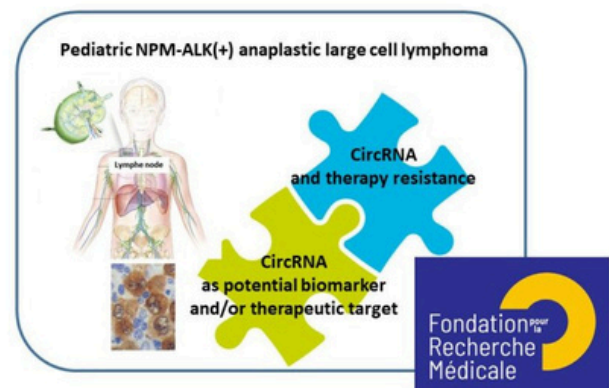 Pediatric NPM-ALK(+) anaplastic large cell lymphoma
Lymphe node
CircRNA
and therapy resistance
CircRNA
as potential biomarker
and/or therapeutic target
Fondation pour la
Recherche
Médicale